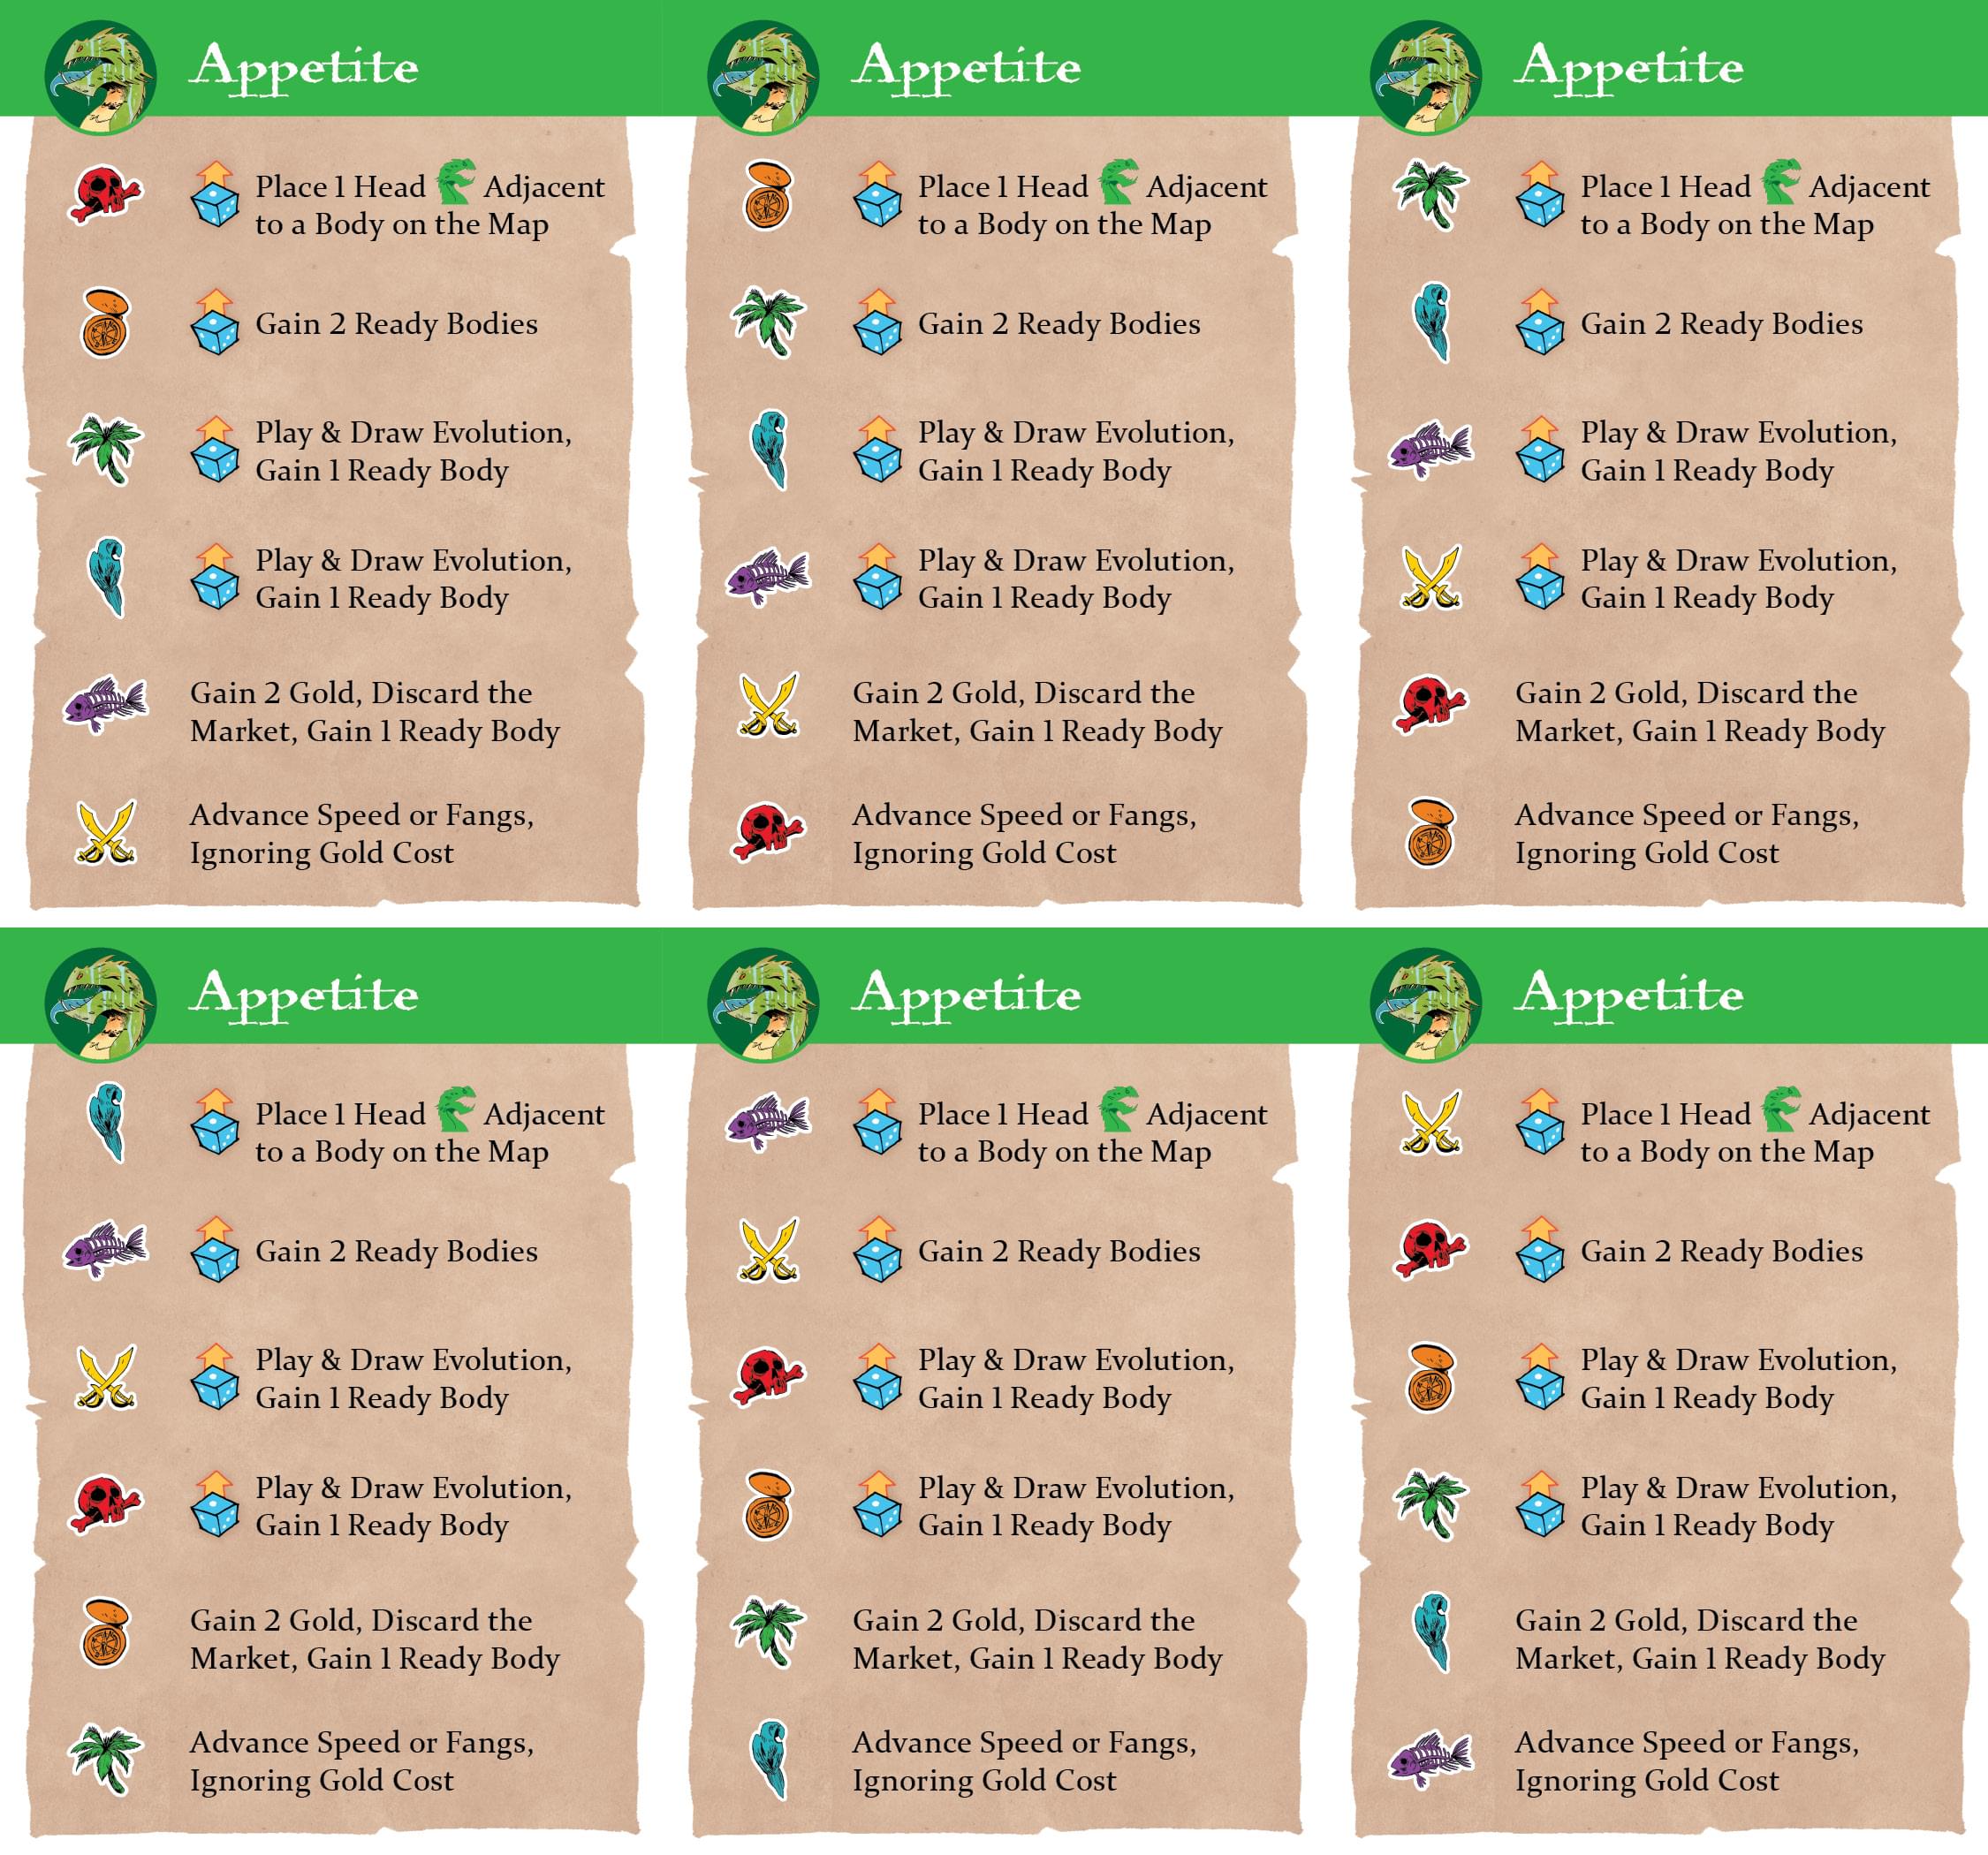 Appetite
Place 1 Head Adjacent
to a Body on the Map
Gain 2 Ready Bodies
Play & Draw Evolution,
Gain 1 Ready Body
Play & Draw Evolution,
Gain 1 Ready Body
Gain 2 Gold, Discard the
Market, Gain 1 Ready Body
Advance Speed or Fangs,
Ignoring Gold Cost
Appetite
Place 1 Head Adjacent
to a Body on the Map
Gain 2 Ready Bodies
Play & Draw Evolution,
Gain 1 Ready Body
Play & Draw Evolution,
Gain 1 Ready Body
Gain 2 Gold, Discard the
Market, Gain 1 Ready Body
Advance Speed or Fangs,
Ignoring Gold Cost
Appetite
Place 1 Head Adjacent
to a Body on the Map
Gain 2 Ready Bodies
Play & Draw Evolution,
Gain 1 Ready Body
Play & Draw Evolution,
Gain 1 Ready Body
Gain 2 Gold, Discard the
Market, Gain 1 Ready Body
Advance Speed or Fangs,
Ignoring Gold Cost
Appetite
Place 1 Head Adjacent
to a Body on the Map
Gain 2 Ready Bodies
Play & Draw Evolution,
Gain 1 Ready Body
Play & Draw Evolution,
Gain 1 Ready Body
Gain 2 Gold, Discard the
Market, Gain 1 Ready Body
Advance Speed or Fangs,
Ignoring Gold Cost
Appetite
Place 1 Head Adjacent
to a Body on the Map
Gain 2 Ready Bodies
Play & Draw Evolution,
Gain 1 Ready Body
Play & Draw Evolution,
Gain 1 Ready Body
Gain 2 Gold, Discard the
Market, Gain 1 Ready Body
Advance Speed or Fangs,
Ignoring Gold Cost
Appetite
Place 1 Head Adjacent
to a Body on the Map
Gain 2 Ready Bodies
Play & Draw Evolution,
Gain 1 Ready Body
Play & Draw Evolution,
Gain 1 Ready Body
Gain 2 Gold, Discard the
Market, Gain 1 Ready Body
Advance Speed or Fangs,
Ignoring Gold Cost